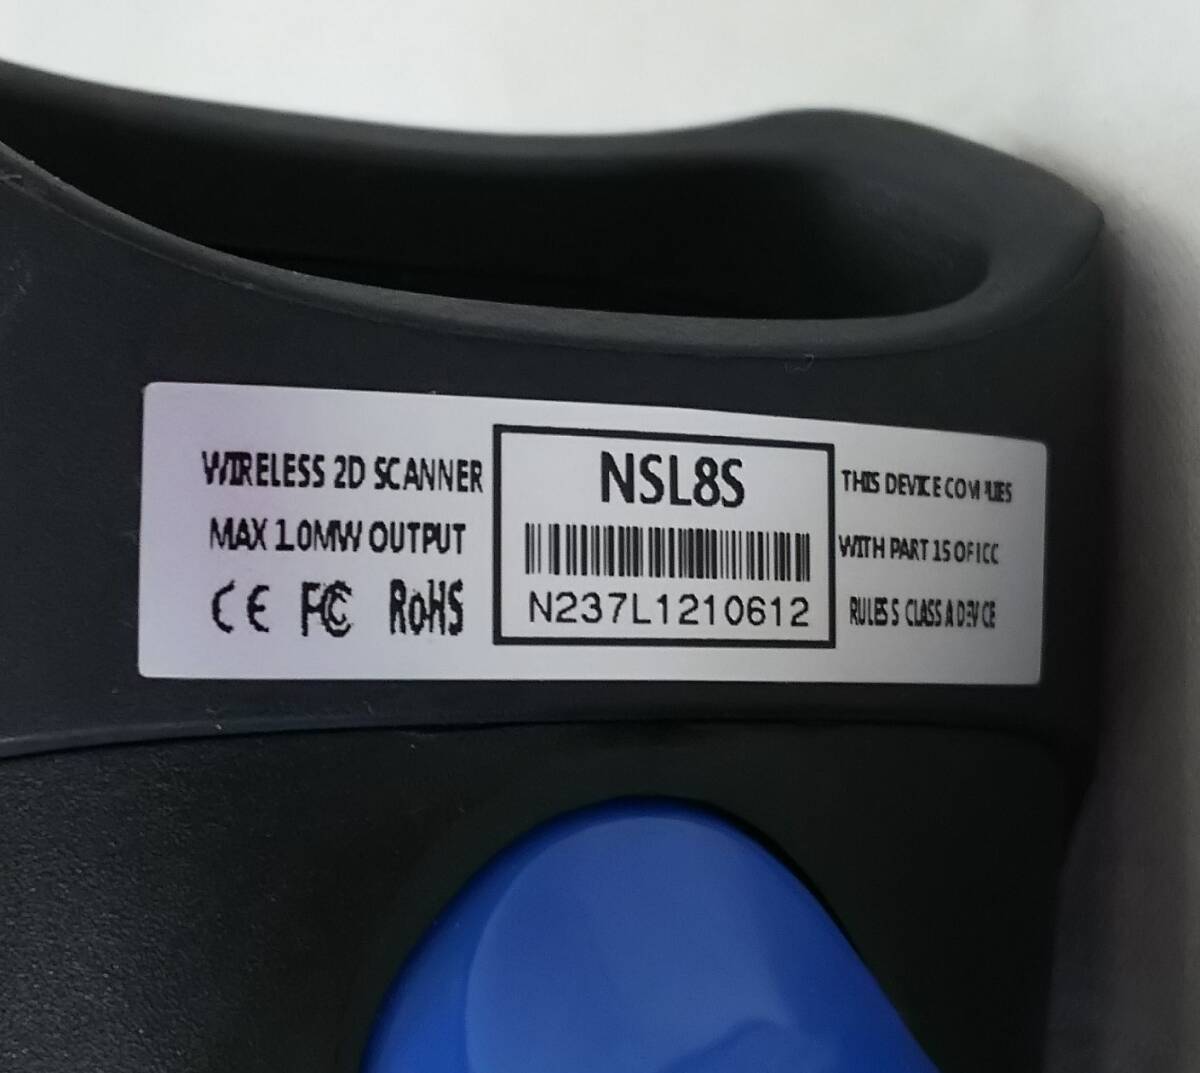 WIRELESS 2D SCANNER
MAX 1.0MW OUTPUT
CE FC RoHS
NSL8S
N237L1210612
THIS DEVICE COMPLIES
WITH PART 15 OF ICC
RULES S CLASS A DEVICE